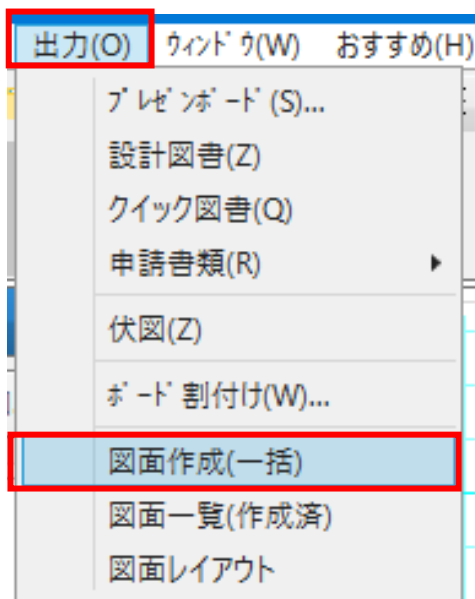 出力(O) ウィンドウ(W) おすすめ(H)
プレゼンボード(S)...
設計図書(Z)
クイック図書(Q)
申請書類(R)
伏図(Z)
ボード割付け(W)...
図面作成(一括)
図面一覧(作成済)
図面レイアウト